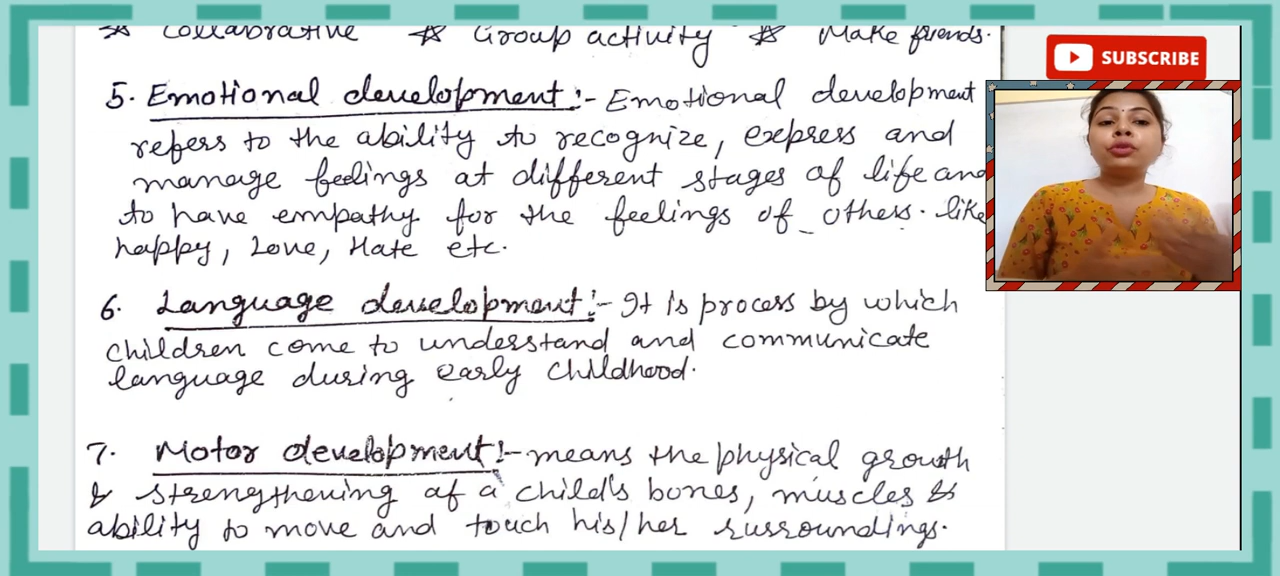 ☆ Collabrative ☆ Group activity ☆ Make friends.
SUBSCRIBE
5. Emotional development :- Emotional development
refers to the ability to recognize, express and
manage feelings at different stages of life and
to have empathy for the feelings of others. like
happy, Love, Hate etc.
6. Language development :- It is process by which
children come to understand and communicate
language during early childhood.
7. Motor development :- means the physical growth
& strengthening of a child's bones, muscles &
ability to move and touch his/her surroundings.